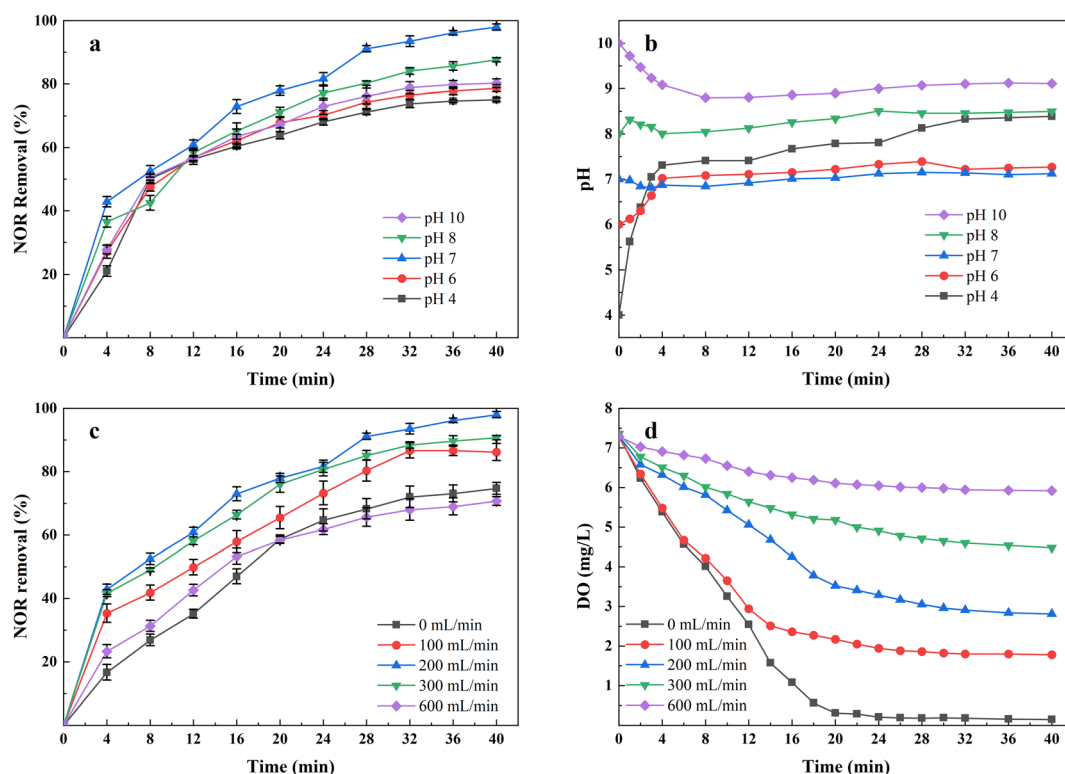 a
NOR Removal (%)
100
80
60
40
20
0 4 8 12 16 20 24 28 32 36 40
Time (min)
pH 10
pH 8
pH 7
pH 6
pH 4
b
pH
10
9
8
7
6
5
4
0 4 8 12 16 20 24 28 32 36 40
Time (min)
pH 10
pH 8
pH 7
pH 6
pH 4
c
NOR removal (%)
100
80
60
40
20
0 4 8 12 16 20 24 28 32 36 40
Time (min)
0 mL/min
100 mL/min
200 mL/min
300 mL/min
600 mL/min
d
DO (mg/L)
8
7
6
5
4
3
2
1
0 4 8 12 16 20 24 28 32 36 40
Time (min)
0 mL/min
100 mL/min
200 mL/min
300 mL/min
600 mL/min